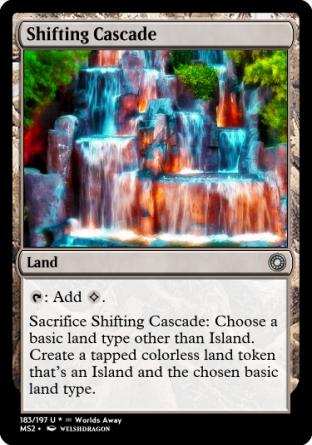 Shifting Cascade
Land
: Add .
Sacrifice Shifting Cascade: Choose a
basic land type other than Island.
Create a tapped colorless land token
that's an Island and the chosen basic
land type.
183/197 U * = Worlds Away
MS2 • WELSHDRAGON